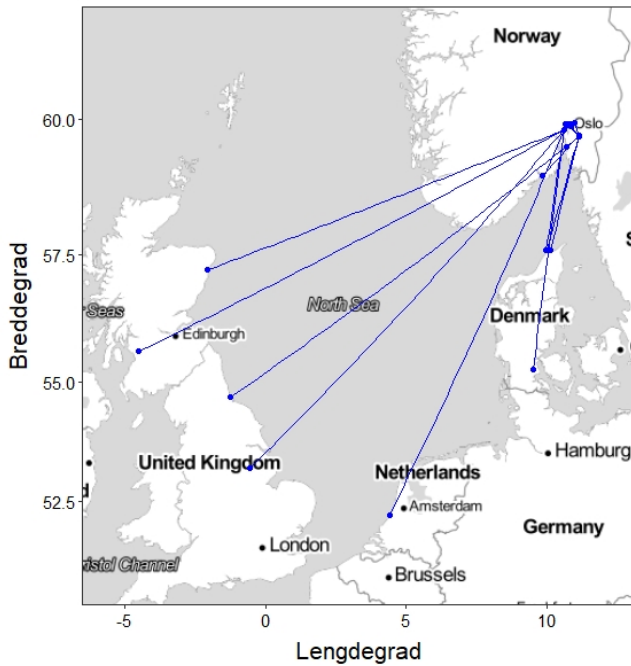 Norway
60.0
Oslo
57.5
North Sea
Seas
Denmark
Edinburgh
55.0
United Kingdom
Netherlands
Hamburg
52.5
Amsterdam
Germany
London
Bristol Channel
Brussels
-5
0
5
10
Lengdegrad
Breddegrad